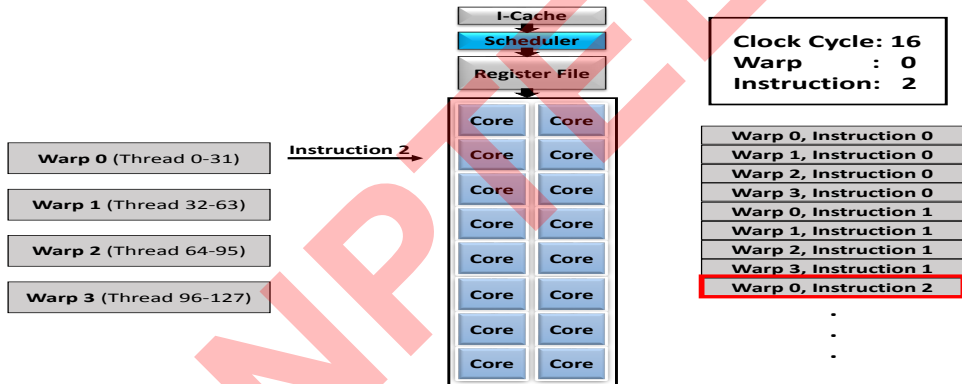 I-Cache
Scheduler
Register File
Core Core
Core Core
Core Core
Core Core
Core Core
Core Core
Core Core
Core Core
Warp 0 (Thread 0-31)
Warp 1 (Thread 32-63)
Warp 2 (Thread 64-95)
Warp 3 (Thread 96-127)
Instruction 2
Clock Cycle: 16
Warp : 0
Instruction: 2
Warp 0, Instruction 0
Warp 1, Instruction 0
Warp 2, Instruction 0
Warp 3, Instruction 0
Warp 0, Instruction 1
Warp 1, Instruction 1
Warp 2, Instruction 1
Warp 3, Instruction 1
Warp 0, Instruction 2
.
.
.
NPTEL